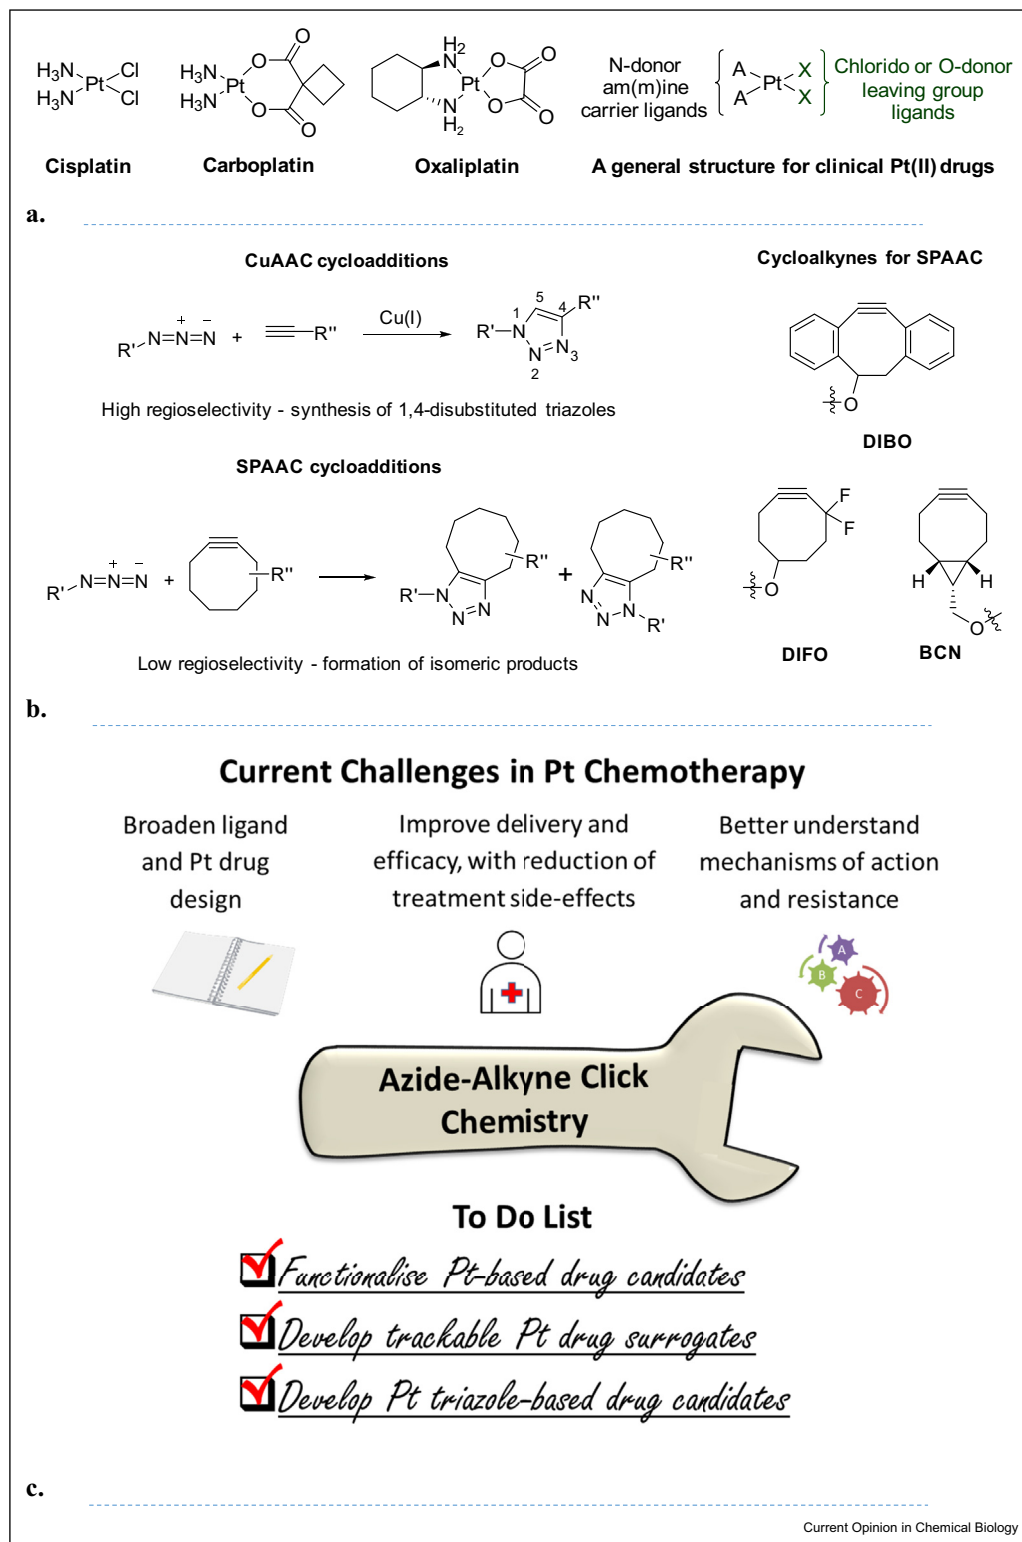 H₃N
H₃N
Pt
Cl
Cl
Cisplatin
H₃N
H₃N
Pt
O
O
O
O
Carboplatin
H₂
N
N
H₂
Pt
O
O
O
O
Oxaliplatin
N-donor
am(m)ine
carrier ligands
A
A
Pt
X
X
Chlorido or O-donor
leaving group
ligands
A general structure for clinical Pt(II) drugs
a.
CuAAC cycloadditions
R'-N=N=N
+ −
+
R''
Cu(I)
R'-N
1
5
4
R''
N
2
N3
High regioselectivity - synthesis of 1,4-disubstituted triazoles
Cycloalkynes for SPAAC
O
DIBO
SPAAC cycloadditions
R'-N=N=N
+ −
+
R''
R'-N
N
N
R''
+
N
N
N
R'
R''
Low regioselectivity - formation of isomeric products
F
F
O
DIFO
H
H
O
BCN
b.
Current Challenges in Pt Chemotherapy
Broaden ligand
and Pt drug
design
Improve delivery and
efficacy, with reduction of
treatment side-effects
Better understand
mechanisms of action
and resistance
A
B
C
Azide-Alkyne Click
Chemistry
To Do List
Functionalise Pt-based drug candidates
Develop trackable Pt drug surrogates
Develop Pt triazole-based drug candidates
c.
Current Opinion in Chemical Biology